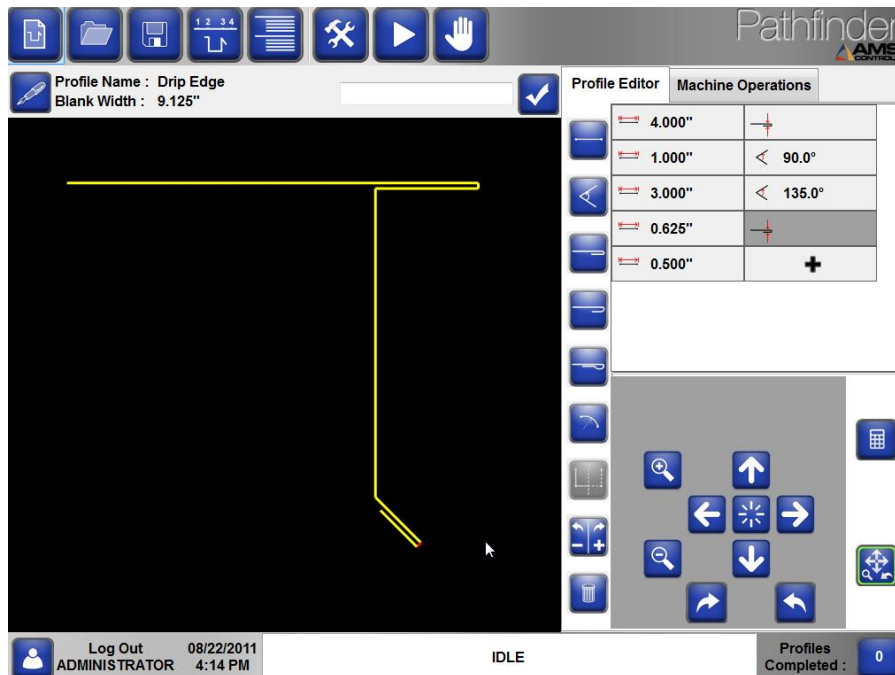 1 2 3 4
Pathfinder
AMS
CONTROLS
Profile Name : Drip Edge
Blank Width : 9.125"
Profile Editor
Machine Operations
4.000"
1.000" 90.0°
3.000" 135.0°
0.625"
0.500"
Log Out
ADMINISTRATOR
08/22/2011
4:14 PM
IDLE
Profiles
Completed :
0